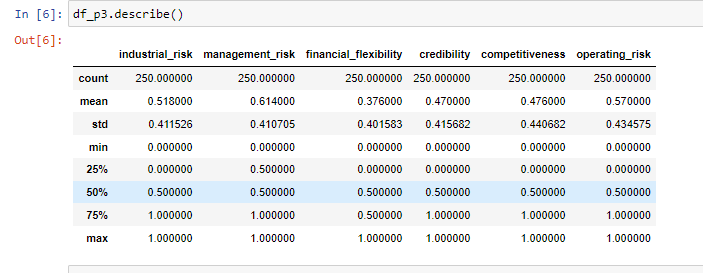 In [6]: df_p3.describe()
Out[6]:
industrial_risk management_risk financial_flexibility credibility competitiveness operating_risk
count 250.000000 250.000000 250.000000 250.000000 250.000000 250.000000
mean 0.518000 0.614000 0.376000 0.470000 0.476000 0.570000
std 0.411526 0.410705 0.401583 0.415682 0.440682 0.434575
min 0.000000 0.000000 0.000000 0.000000 0.000000 0.000000
25% 0.000000 0.500000 0.000000 0.000000 0.000000 0.000000
50% 0.500000 0.500000 0.500000 0.500000 0.500000 0.500000
75% 1.000000 1.000000 0.500000 1.000000 1.000000 1.000000
max 1.000000 1.000000 1.000000 1.000000 1.000000 1.000000